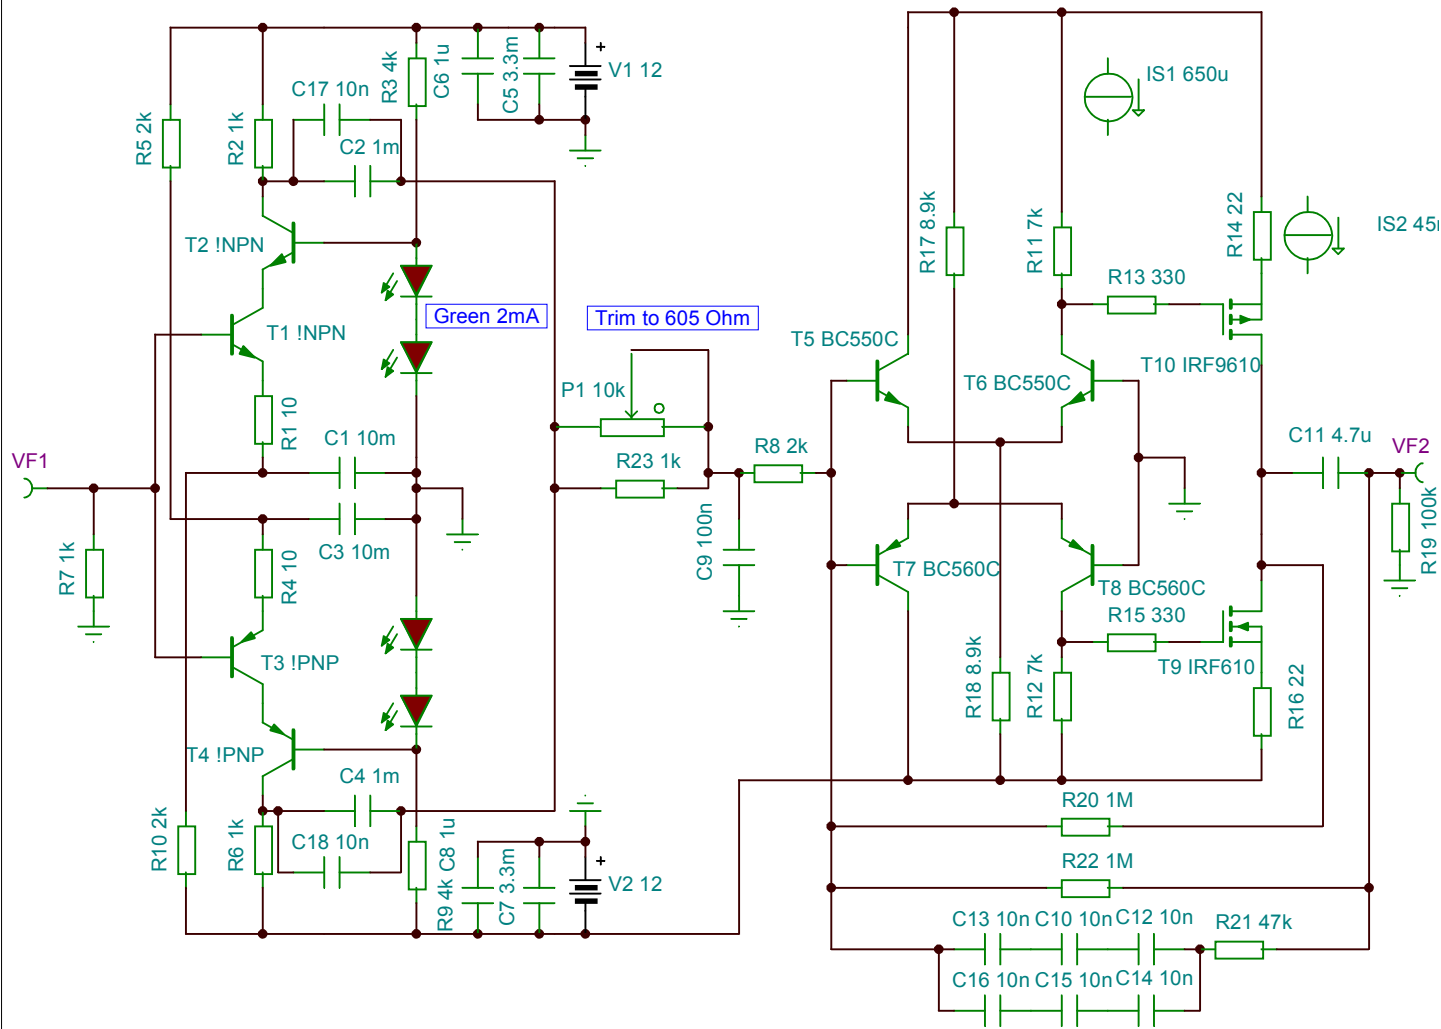 IS1 650u
V1 12
R3 4k
C6 1u
C5 3.3m
C17 10n
C2 1m
R5 2k
R2 1k
R17 8.9k
R11 7k
R14 22
IS2 45
T2 !NPN
R13 330
Green 2mA
Trim to 605 Ohm
T1 !NPN
T5 BC550C
T10 IRF9610
P1 10k
T6 BC550C
R1 10
C1 10m
R8 2k
C11 4.7u
VF2
VF1
R23 1k
R19 100k
C3 10m
C9 100n
R7 1k
R4 10
T7 BC560C
T8 BC560C
R15 330
T3 !PNP
R18 8.9k
R12 7k
T9 IRF610
R16 22
T4 !PNP
C4 1m
R20 1M
R10 2k
R6 1k
C18 10n
R9 4k
C8 1u
C7 3.3m
V2 12
R22 1M
C13 10n C10 10n C12 10n
R21 47k
C16 10n C15 10n C14 10n